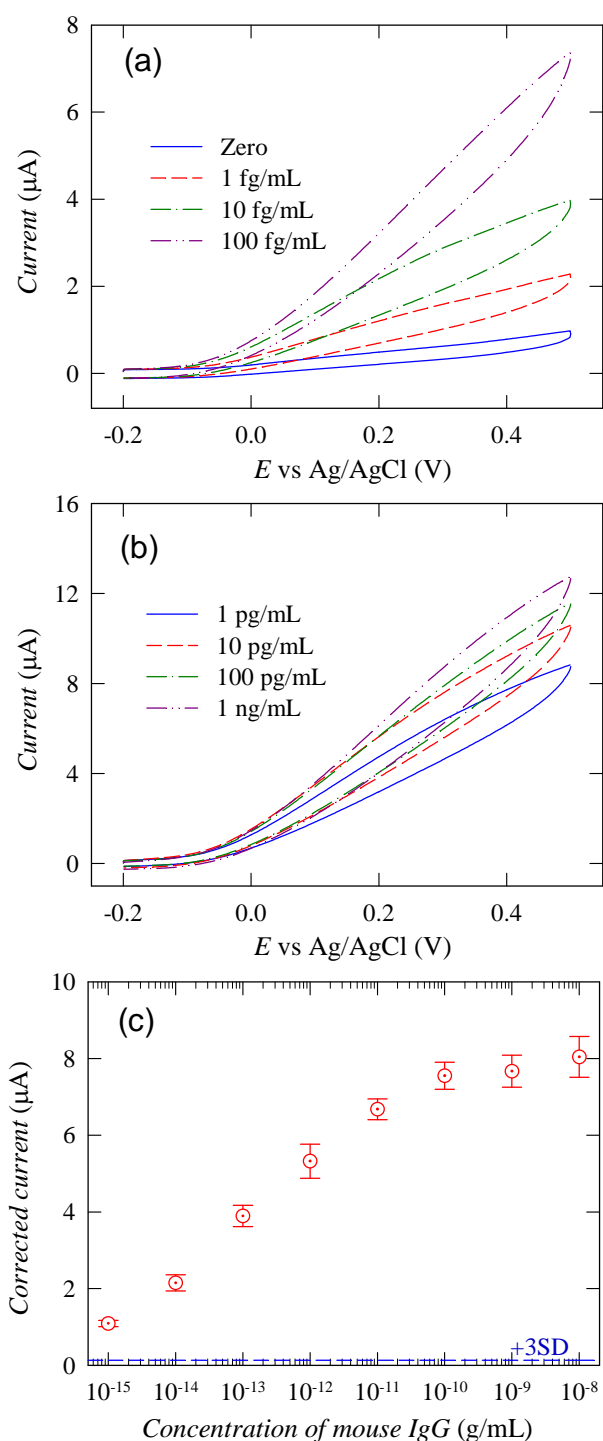 (a)
8
6
4
2
0
Current (µA)
Zero
1 fg/mL
10 fg/mL
100 fg/mL
-0.2 0.0 0.2 0.4
E vs Ag/AgCl (V)
(b)
16
12
8
4
0
Current (µA)
1 pg/mL
10 pg/mL
100 pg/mL
1 ng/mL
-0.2 0.0 0.2 0.4
E vs Ag/AgCl (V)
(c)
10
8
6
4
2
0
Corrected current (µA)
+3SD
10⁻¹⁵ 10⁻¹⁴ 10⁻¹³ 10⁻¹² 10⁻¹¹ 10⁻¹⁰ 10⁻⁹ 10⁻⁸
Concentration of mouse IgG (g/mL)